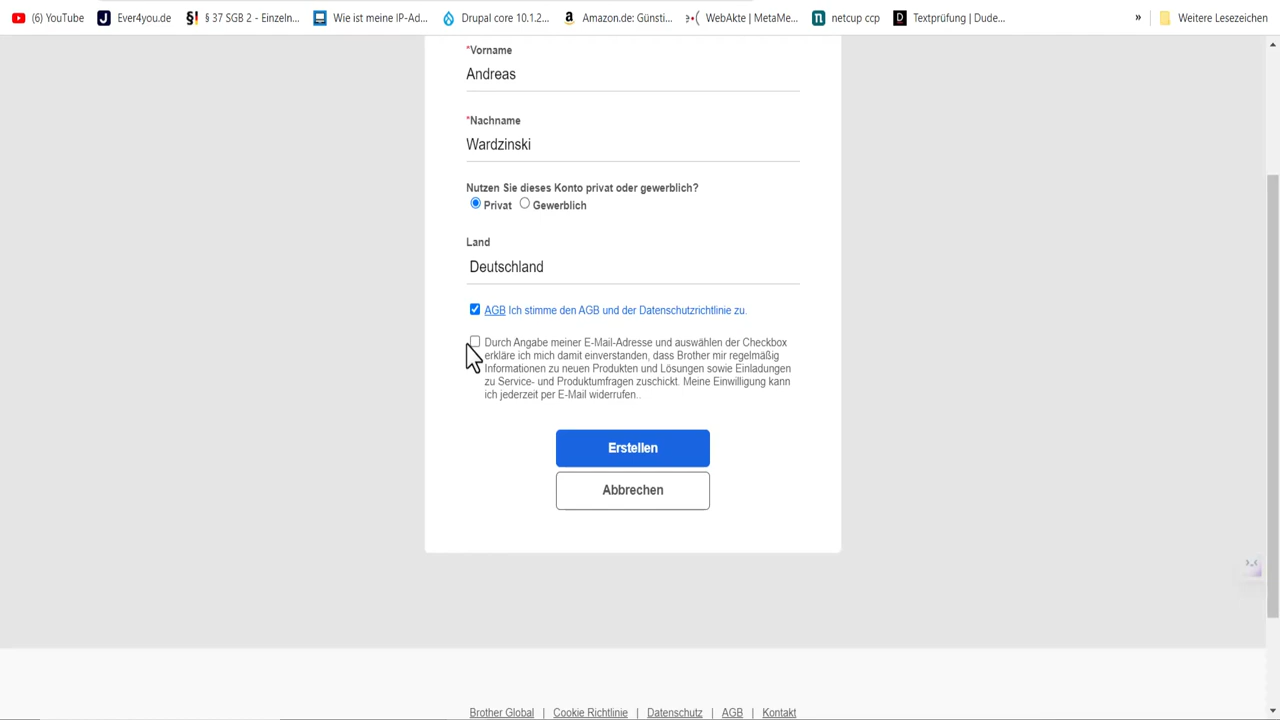 (6) YouTube Ever4you.de § 37 SGB 2 - Einzeln... Wie ist meine IP-Ad... Drupal core 10.1.2... Amazon.de: Günsti... WebAkte | MetaMe... netcup ccp Textprüfung | Dude... » Weitere Lesezeichen
*Vorname
Andreas
*Nachname
Wardzinski
Nutzen Sie dieses Konto privat oder gewerblich?
Privat Gewerblich
Land
Deutschland
AGB Ich stimme den AGB und der Datenschutzrichtlinie zu.
Durch Angabe meiner E-Mail-Adresse und auswählen der Checkbox
erkläre ich mich damit einverstanden, dass Brother mir regelmäßig
Informationen zu neuen Produkten und Lösungen sowie Einladungen
zu Service- und Produktumfragen zuschickt. Meine Einwilligung kann
ich jederzeit per E-Mail widerrufen..
Erstellen
Abbrechen
Brother Global | Cookie Richtlinie | Datenschutz | AGB | Kontakt